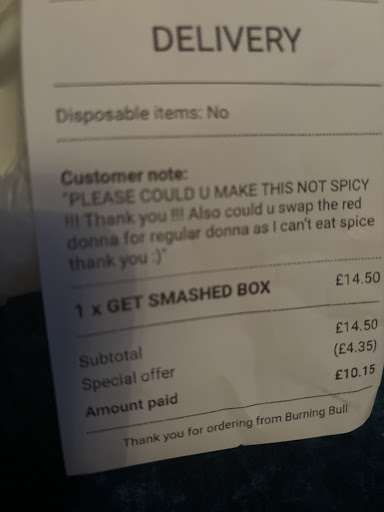 DELIVERY
Disposable items: No
Customer note:
"PLEASE COULD U MAKE THIS NOT SPICY
!!! Thank you !!! Also could u swap the red
donna for regular donna as I can't eat spice
thank you :)"
1 x GET SMASHED BOX £14.50
Subtotal £14.50
Special offer (£4.35)
Amount paid £10.15
Thank you for ordering from Burning Bull